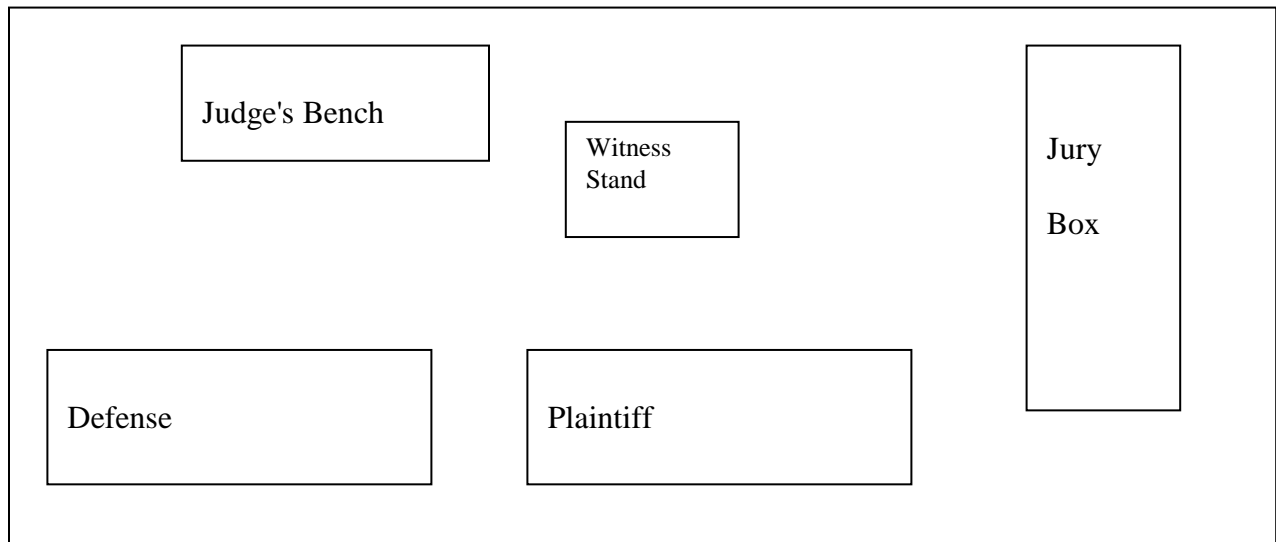 Judge's Bench
Witness
Stand
Jury
Box
Defense
Plaintiff